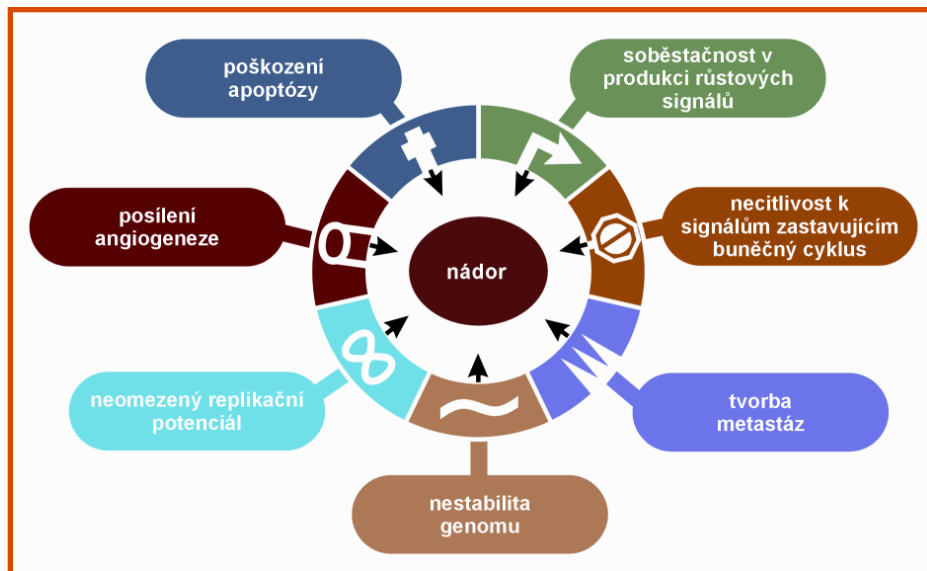 poškození
apoptózy
soběstačnost v
produkci růstových
signálů
posílení
angiogeneze
necitlivost k
signálům zastavujícím
buněčný cyklus
nádor
neomezený replikační
potenciál
tvorba
metastáz
nestabilita
genomu